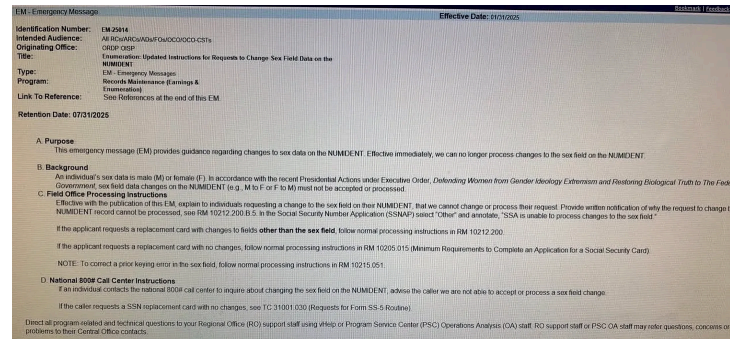 Bookmark | Feedback
EM - Emergency Message
Effective Date: 01/31/2025
Identification Number: EM-25014
Intended Audience: All RCs/ARCs/ADs/FOs/OCO/OCO-CSTs
Originating Office: ORDP OISP
Title: Enumeration: Updated Instructions for Requests to Change Sex Field Data on the
NUMIDENT
Type: EM - Emergency Messages
Program: Records Maintenance (Earnings &
Enumeration)
Link To Reference: See References at the end of this EM.
Retention Date: 07/31/2025
A. Purpose
This emergency message (EM) provides guidance regarding changes to sex data on the NUMIDENT. Effective immediately, we can no longer process changes to the sex field on the NUMIDENT.
B. Background
An individual's sex data is male (M) or female (F). In accordance with the recent Presidential Actions under Executive Order, Defending Women from Gender Ideology Extremism and Restoring Biological Truth to The
Government, sex field data changes on the NUMIDENT (e.g., M to F or F to M) must not be accepted or processed.
C. Field Office Processing Instructions
Effective with the publication of this EM, explain to individuals requesting a change to the sex field on their NUMIDENT, that we cannot change or process their request. Provide written notification of why the request to change
NUMIDENT record cannot be processed, see RM 10212.200.B.5. In the Social Security Number Application (SSNAP) select "Other" and annotate, "SSA is unable to process changes to the sex field."
If the applicant requests a replacement card with changes to fields other than the sex field, follow normal processing instructions in RM 10212.200.
If the applicant requests a replacement card with no changes, follow normal processing instructions in RM 10205.015 (Minimum Requirements to Complete an Application for a Social Security Card).
NOTE: To correct a prior keying error in the sex field, follow normal processing instructions in RM 10215.051.
D. National 800# Call Center Instructions
If an individual contacts the national 800# call center to inquire about changing the sex field on the NUMIDENT, advise the caller we are not able to accept or process a sex field change.
If the caller requests a SSN replacement card with no changes, see TC 31001.030 (Requests for Form SS-5 Routine).
Direct all program-related and technical questions to your Regional Office (RO) support staff using vHelp or Program Service Center (PSC) Operations Analysis (OA) staff. RO support staff or PSC OA staff may refer questions, concerns or
problems to their Central Office contacts.